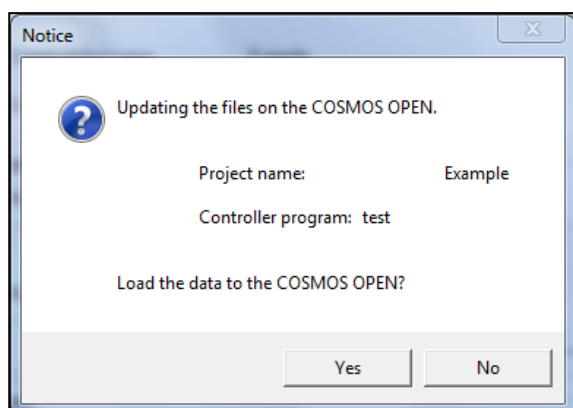 Notice
Updating the files on the COSMOS OPEN.
Project name: Example
Controller program: test
Load the data to the COSMOS OPEN?
Yes No